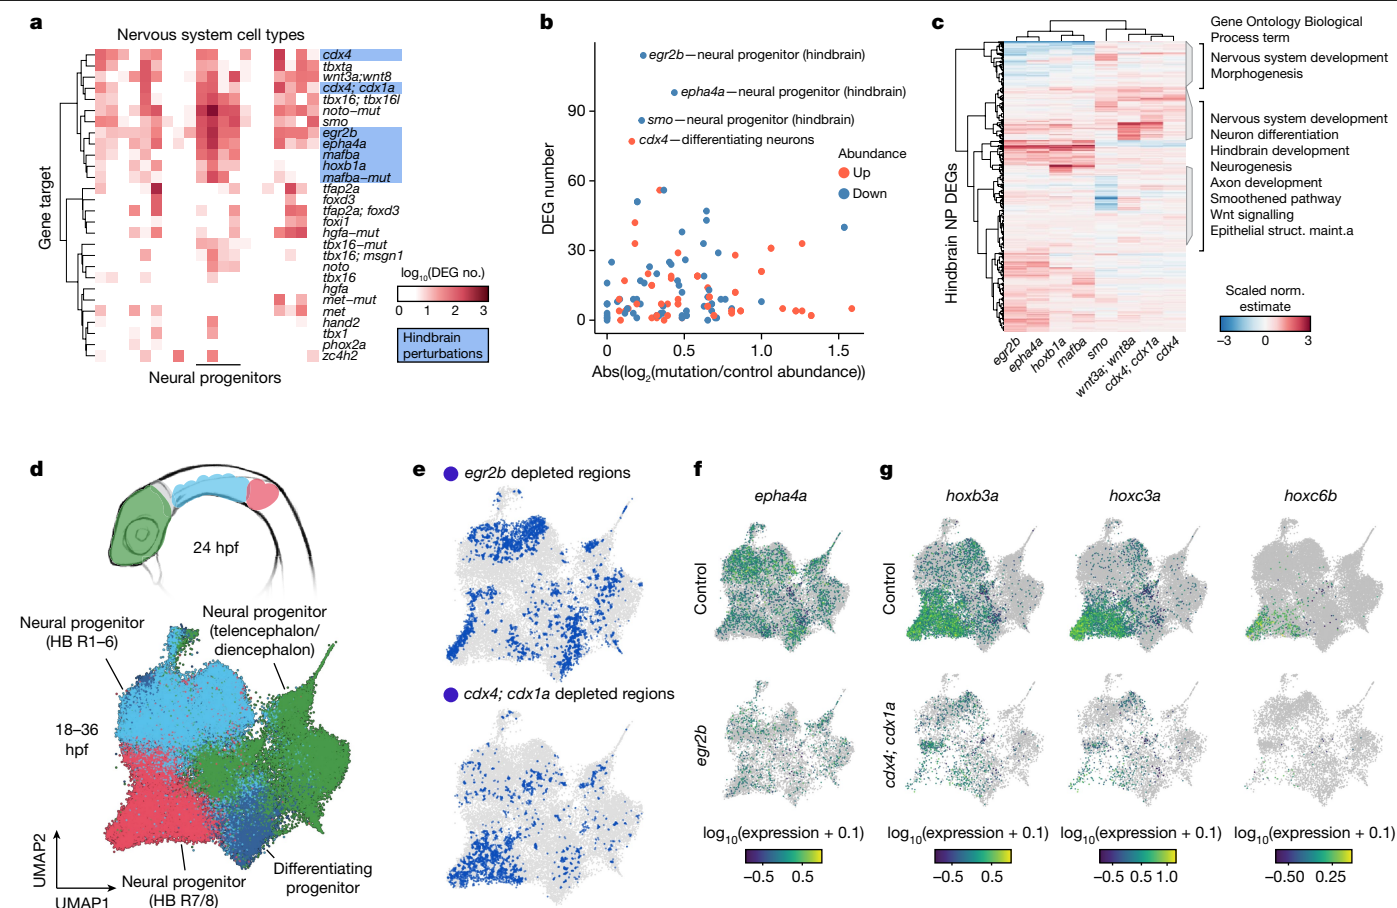 a
Nervous system cell types
Gene target
cdx4
tbxta
wnt3a;wnt8
cdx4; cdx1a
tbx16; tbx16l
noto-mut
smo
egr2b
epha4a
mafba
hoxb1a
mafba-mut
tfap2a
foxd3
tfap2a; foxd3
foxi1
hgfa-mut
tbx16-mut
tbx16; msgn1
noto
tbx16
hgfa
met-mut
met
hand2
tbx1
phox2a
zc4h2
Neural progenitors
log10(DEG no.)
0 1 2 3
Hindbrain
perturbations
b
DEG number
90
60
30
0
egr2b—neural progenitor (hindbrain)
epha4a—neural progenitor (hindbrain)
smo—neural progenitor (hindbrain)
cdx4—differentiating neurons
Abundance
Up
Down
0 0.5 1.0 1.5
Abs(log2(mutation/control abundance))
c
Gene Ontology Biological
Process term
Nervous system development
Morphogenesis
Nervous system development
Neuron differentiation
Hindbrain development
Neurogenesis
Axon development
Smoothened pathway
Wnt signalling
Epithelial struct. maint.a
Hindbrain NP DEGs
Scaled norm.
estimate
−3 0 3
egr2b
epha4a
hoxb1a
mafba
smo
wnt3a; wnt8a
cdx4; cdx1a
cdx4
d
24 hpf
Neural progenitor
(HB R1–6)
Neural progenitor
(telencephalon/
diencephalon)
18–36
hpf
Neural progenitor
(HB R7/8)
Differentiating
progenitor
UMAP2
UMAP1
e
egr2b depleted regions
cdx4; cdx1a depleted regions
f
epha4a
Control
egr2b
log10(expression + 0.1)
−0.5 0.5
g
hoxb3a
hoxc3a
hoxc6b
Control
cdx4; cdx1a
log10(expression + 0.1)
−0.5 0.5
log10(expression + 0.1)
−0.5 0.5 1.0
log10(expression + 0.1)
−0.50 0.25